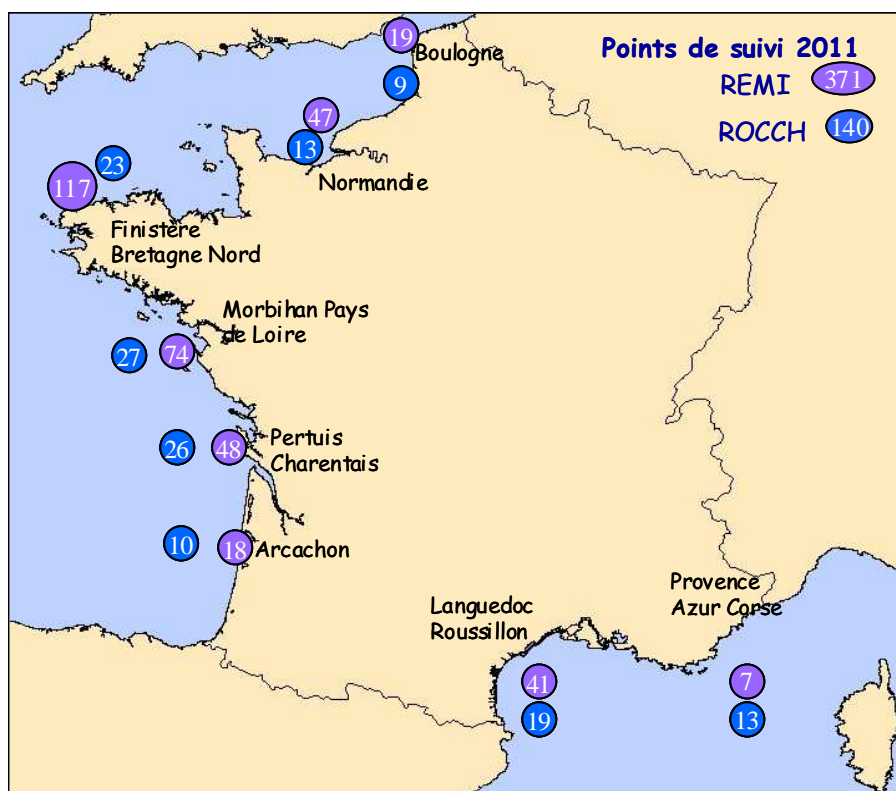 19
Boulogne
Points de suivi 2011
REMI 371
9
ROCCH 140
47
13
Normandie
23
117
Finistère
Bretagne Nord
Morbihan Pays
de Loire
27
74
26
48
Pertuis
Charentais
10
18
Arcachon
Provence
Azur Corse
Languedoc
Roussillon
41
7
19
13